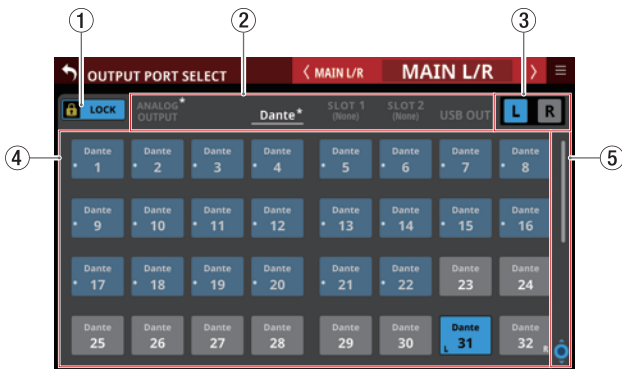 ① ② ③
OUTPUT PORT SELECT MAIN L/R MAIN L/R
LOCK ANALOG* OUTPUT Dante* SLOT 1 (None) SLOT 2 (None) USB OUT L R
④ ⑤
Dante Dante Dante Dante Dante Dante Dante Dante
1 2 3 4 5 6 7 8
Dante Dante Dante Dante Dante Dante Dante Dante
9 10 11 12 13 14 15 16
Dante Dante Dante Dante Dante Dante Dante Dante
17 18 19 20 21 22 23 24
Dante Dante Dante Dante Dante Dante Dante Dante
25 26 27 28 29 30 L 31 32 R